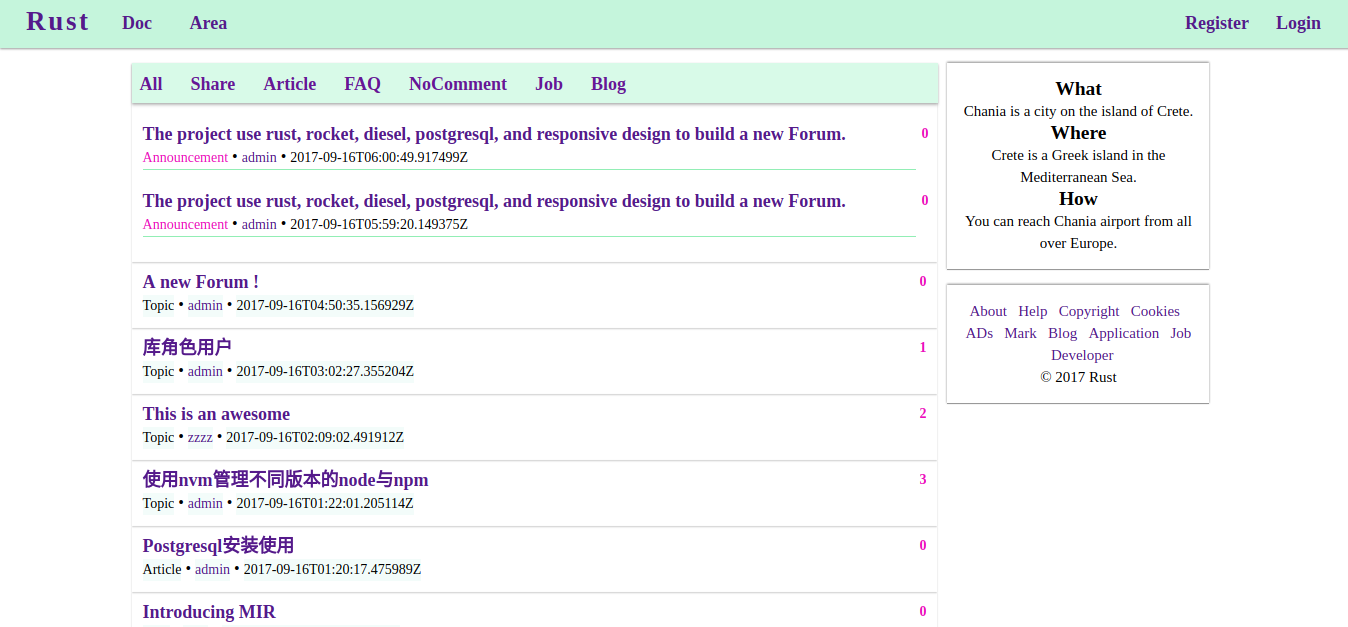 Rust Doc Area Register Login
All Share Article FAQ NoComment Job Blog
The project use rust, rocket, diesel, postgresql, and responsive design to build a new Forum. 0
Announcement • admin • 2017-09-16T06:00:49.917499Z
The project use rust, rocket, diesel, postgresql, and responsive design to build a new Forum. 0
Announcement • admin • 2017-09-16T05:59:20.149375Z
A new Forum ! 0
Topic • admin • 2017-09-16T04:50:35.156929Z
库角色用户 1
Topic • admin • 2017-09-16T03:02:27.355204Z
This is an awesome 2
Topic • zzzz • 2017-09-16T02:09:02.491912Z
使用nvm管理不同版本的node与npm 3
Topic • admin • 2017-09-16T01:22:01.205114Z
Postgresql安装使用 0
Article • admin • 2017-09-16T01:20:17.475989Z
Introducing MIR 0
What
Chania is a city on the island of Crete.
Where
Crete is a Greek island in the
Mediterranean Sea.
How
You can reach Chania airport from all
over Europe.
About Help Copyright Cookies
ADs Mark Blog Application Job
Developer
© 2017 Rust